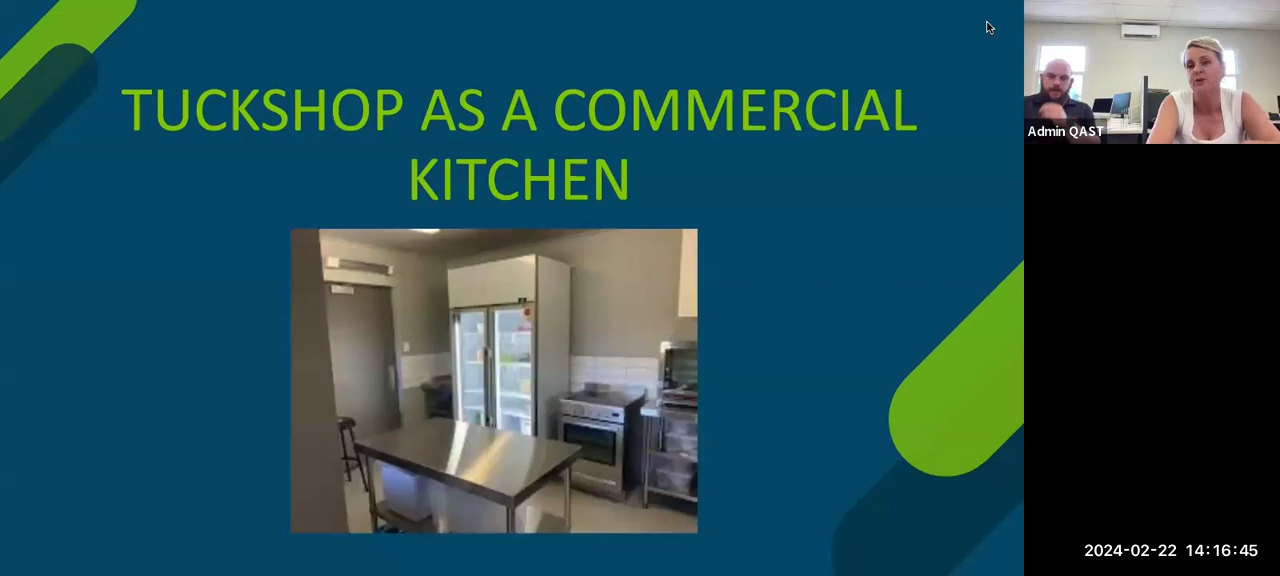 TUCKSHOP AS A COMMERCIAL
KITCHEN
Admin QAST
2024-02-22 14:16:45